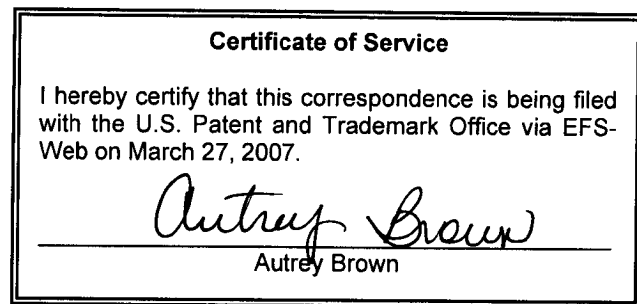 Certificate of Service
I hereby certify that this correspondence is being filed
with the U.S. Patent and Trademark Office via EFS-
Web on March 27, 2007.
Autrey Brown
Autrey Brown